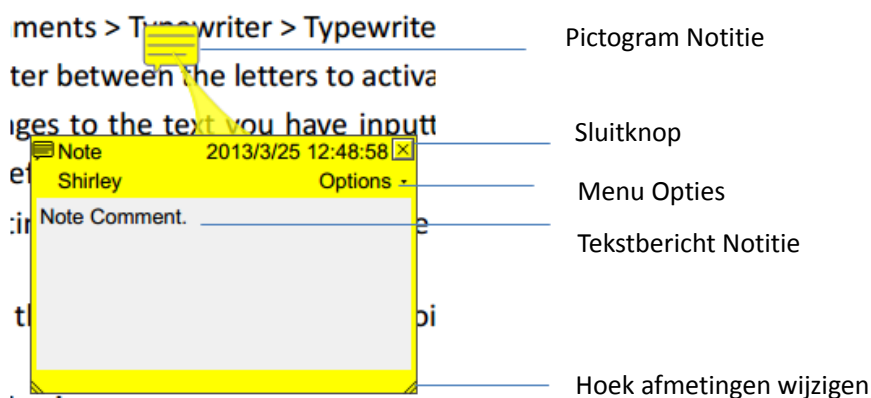 ments > Typewriter > Typewrite
Pictogram Notitie
ter between the letters to activa
ges to the text you have inputt
Sluitknop
Note 2013/3/25 12:48:58
Shirley Options
Menu Opties
Note Comment.
Tekstbericht Notitie
Hoek afmetingen wijzigen